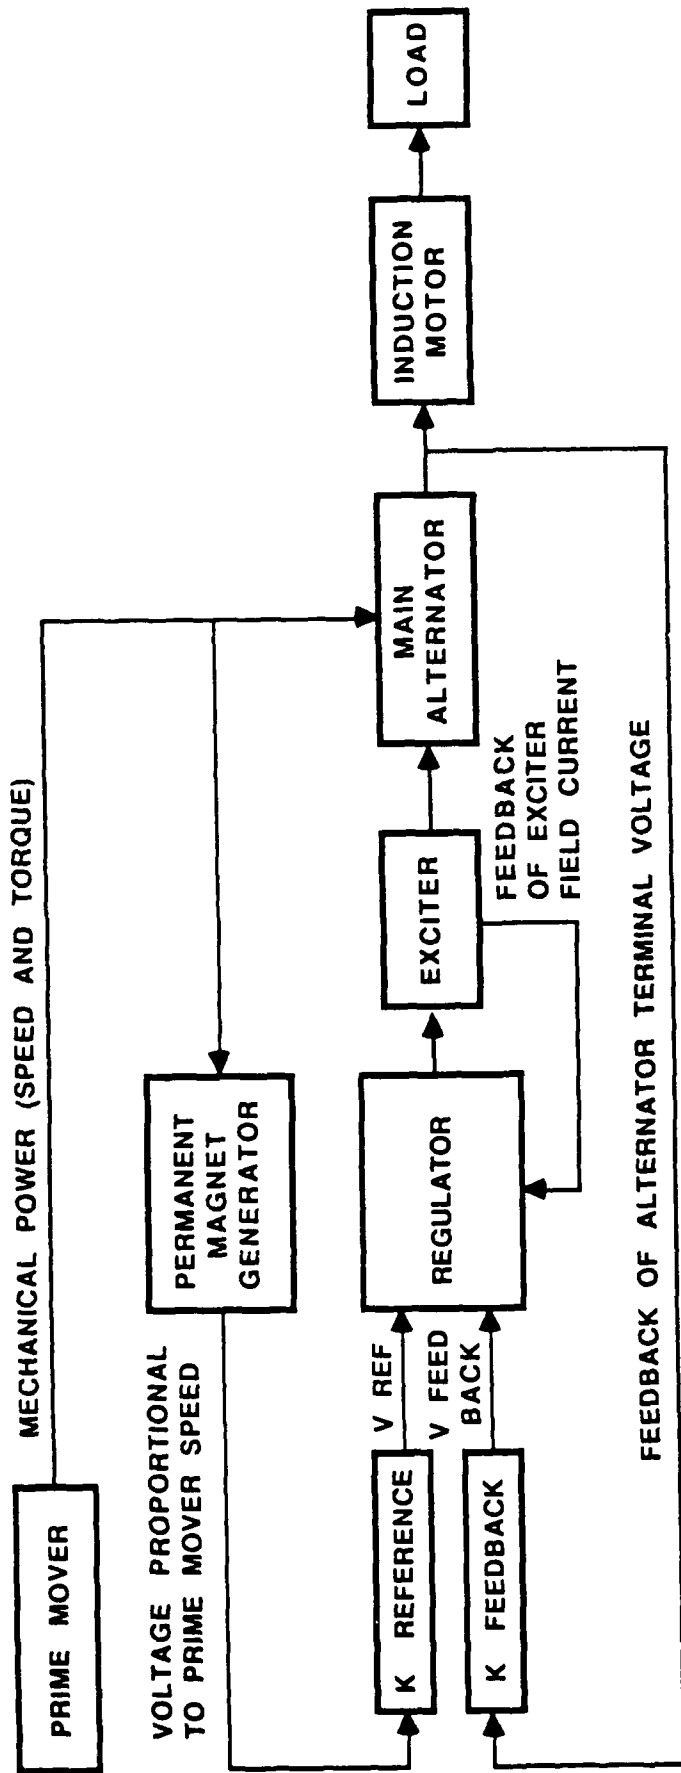 PRIME MOVER
MECHANICAL POWER (SPEED AND TORQUE)
VOLTAGE PROPORTIONAL
TO PRIME MOVER SPEED
PERMANENT
MAGNET
GENERATOR
K REFERENCE
V REF
K FEEDBACK
V FEED
BACK
REGULATOR
EXCITER
FEEDBACK
OF EXCITER
FIELD CURRENT
MAIN
ALTERNATOR
INDUCTION
MOTOR
LOAD
FEEDBACK OF ALTERNATOR TERMINAL VOLTAGE